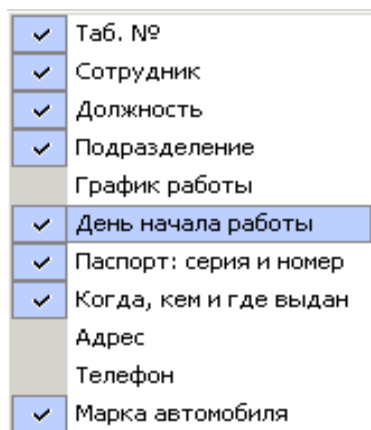 Таб. №
Сотрудник
Должность
Подразделение
График работы
День начала работы
Паспорт: серия и номер
Когда, кем и где выдан
Адрес
Телефон
Марка автомобиля